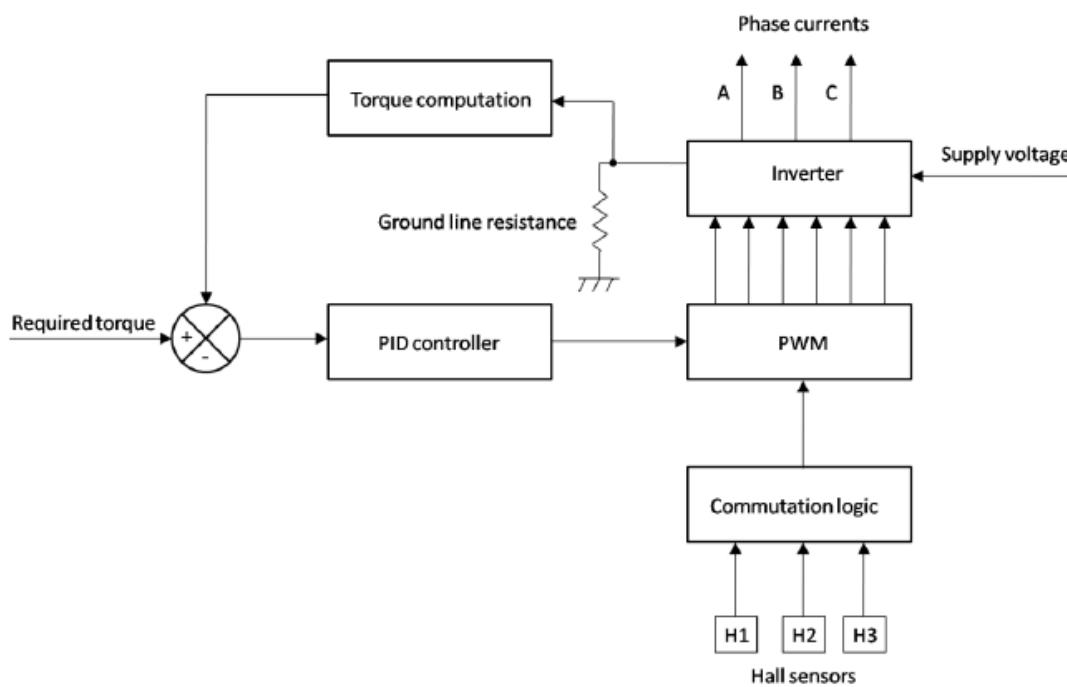 Phase currents
A B C
Torque computation
Supply voltage
Inverter
Ground line resistance
Required torque
+
-
PID controller
PWM
Commutation logic
H1 H2 H3
Hall sensors